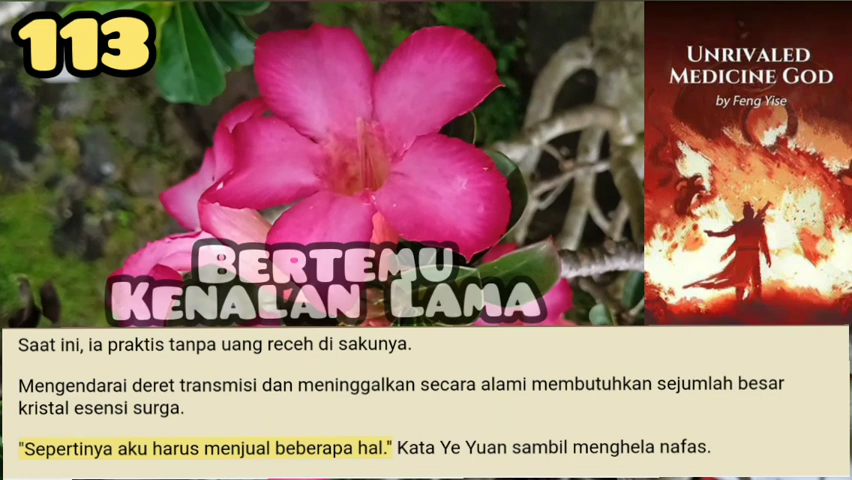 113
UNRIVALED
MEDICINE GOD
by Feng Yise
BERTEMU
KENALAN LAMA
Saat ini, ia praktis tanpa uang receh di sakunya.
Mengendarai deret transmisi dan meninggalkan secara alami membutuhkan sejumlah besar
kristal esensi surga.
"Sepertinya aku harus menjual beberapa hal." Kata Ye Yuan sambil menghela nafas.